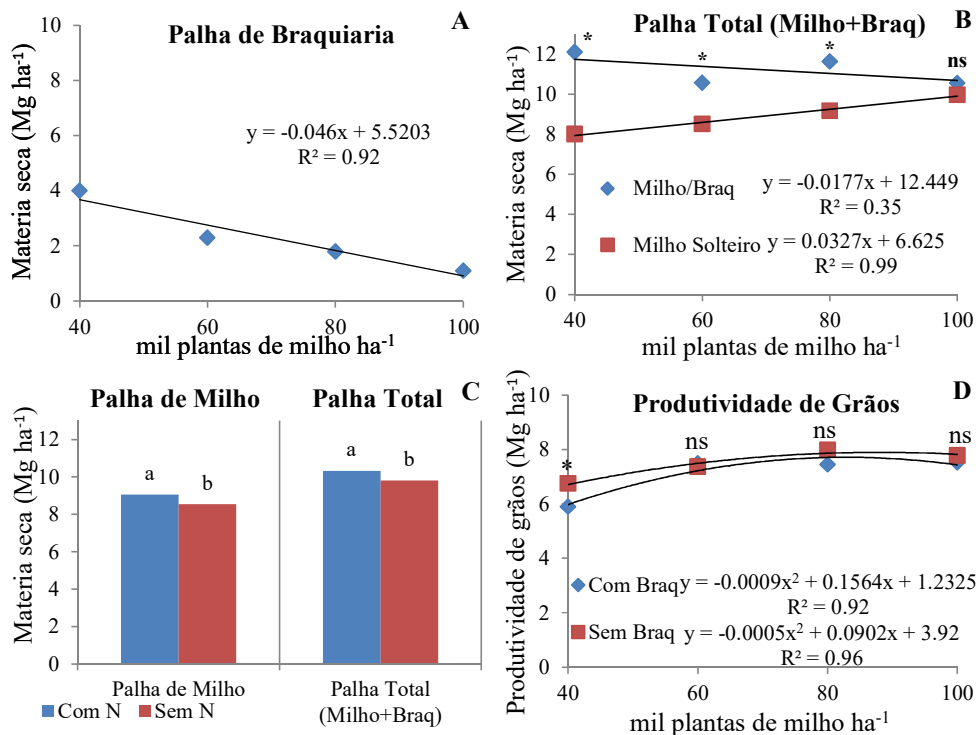 A
Palha de Braquiaria
Materia seca (Mg ha⁻¹)
10
8
6
4
2
0
y = -0.046x + 5.5203
R² = 0.92
40 60 80 100
mil plantas de milho ha⁻¹
B
Palha Total (Milho+Braq)
Materia seca (Mg ha⁻¹)
12
10
8
6
4
2
0
* * * ns
Milho/Braq y = -0.0177x + 12.449
R² = 0.35
Milho Solteiro y = 0.0327x + 6.625
R² = 0.99
40 60 80 100
mil plantas de milho ha⁻¹
C
Palha de Milho Palha Total
Materia seca (Mg ha⁻¹)
12
10
8
6
4
2
0
a b a b
Palha de Milho Palha Total
(Milho+Braq)
Com N Sem N
D
Produtividade de Grãos
Produtividade de grãos (Mg ha⁻¹)
10
8
6
4
2
0
* ns ns ns
Com Braq y = -0.0009x² + 0.1564x + 1.2325
R² = 0.92
Sem Braq y = -0.0005x² + 0.0902x + 3.92
R² = 0.96
40 60 80 100
mil plantas de milho ha⁻¹